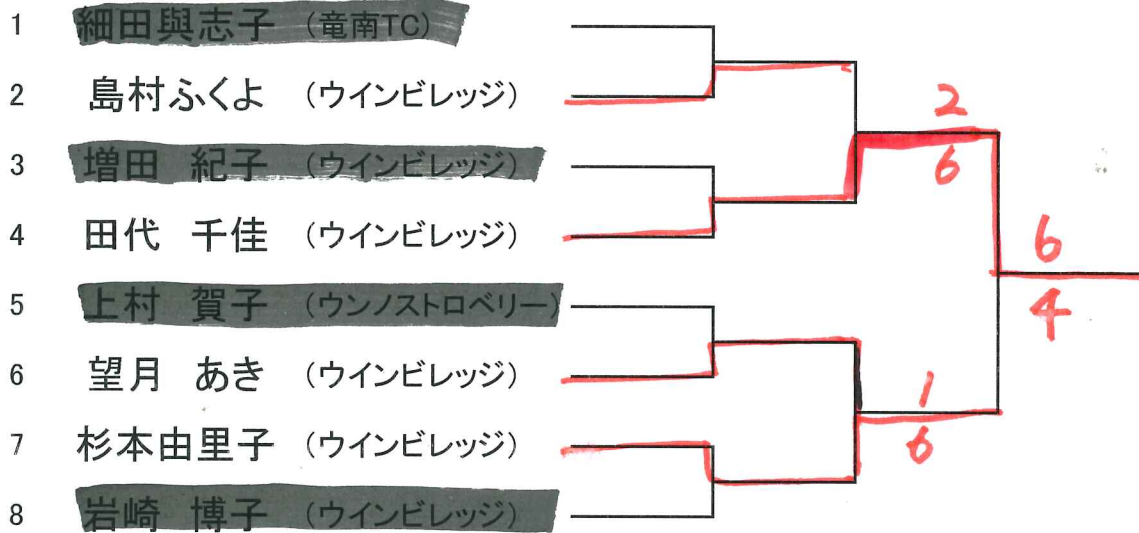 1 細田與志子 (竜南TC)
2 島村ふくよ (ウインビレッジ)
3 増田 紀子 (ウインビレッジ)
4 田代 千佳 (ウインビレッジ)
5 上村 賀子 (ウンノストロベリー)
6 望月 あき (ウインビレッジ)
7 杉本由里子 (ウインビレッジ)
8 岩崎 博子 (ウインビレッジ)
2
6
6
4
1
6